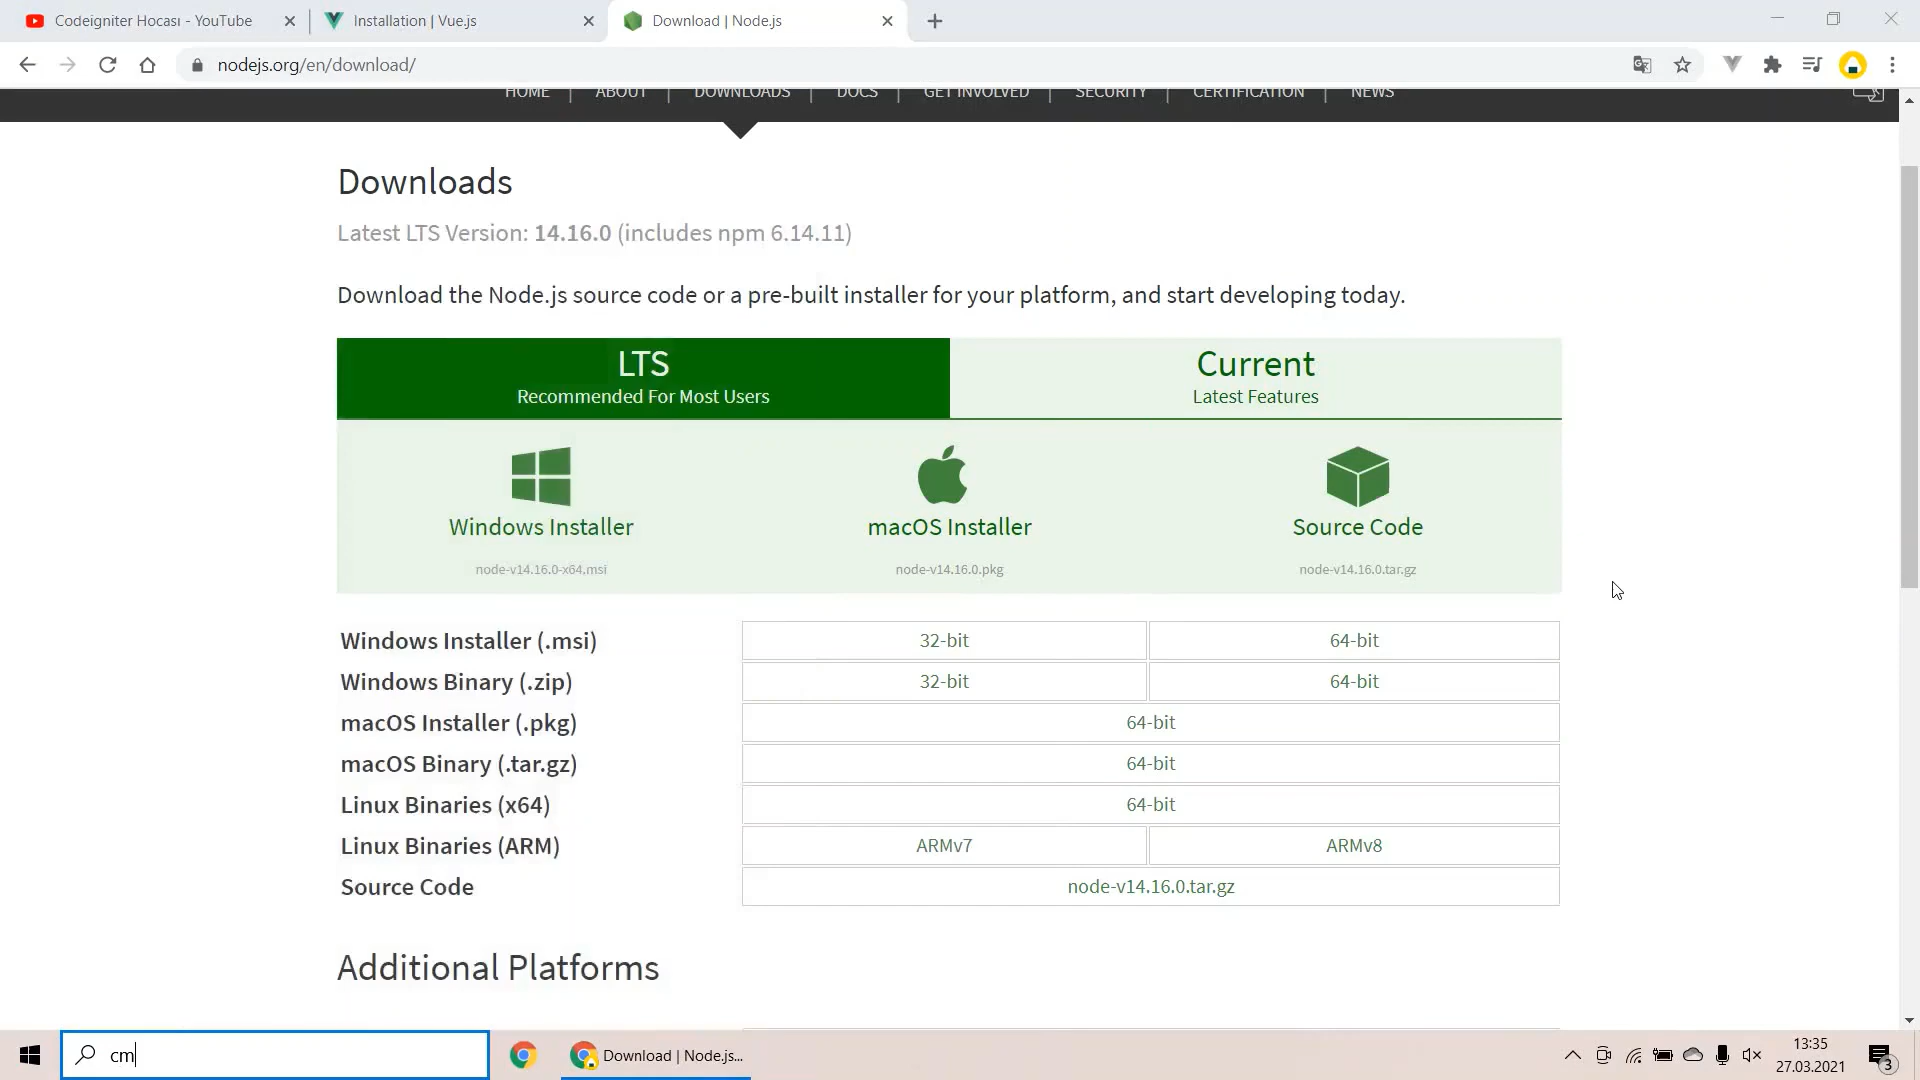 Codeigniter Hocası - YouTube
Installation | Vue.js
Download | Node.js
nodejs.org/en/download/
HOME | ABOUT | DOWNLOADS | DOCS | GET INVOLVED | SECURITY | CERTIFICATION | NEWS
Downloads
Latest LTS Version: 14.16.0 (includes npm 6.14.11)
Download the Node.js source code or a pre-built installer for your platform, and start developing today.
LTS
Recommended For Most Users
Current
Latest Features
Windows Installer
node-v14.16.0-x64.msi
macOS Installer
node-v14.16.0.pkg
Source Code
node-v14.16.0.tar.gz
Windows Installer (.msi) 32-bit 64-bit
Windows Binary (.zip) 32-bit 64-bit
macOS Installer (.pkg) 64-bit
macOS Binary (.tar.gz) 64-bit
Linux Binaries (x64) 64-bit
Linux Binaries (ARM) ARMv7 ARMv8
Source Code node-v14.16.0.tar.gz
Additional Platforms
cm
Download | Node.js...
13:35
27.03.2021
3